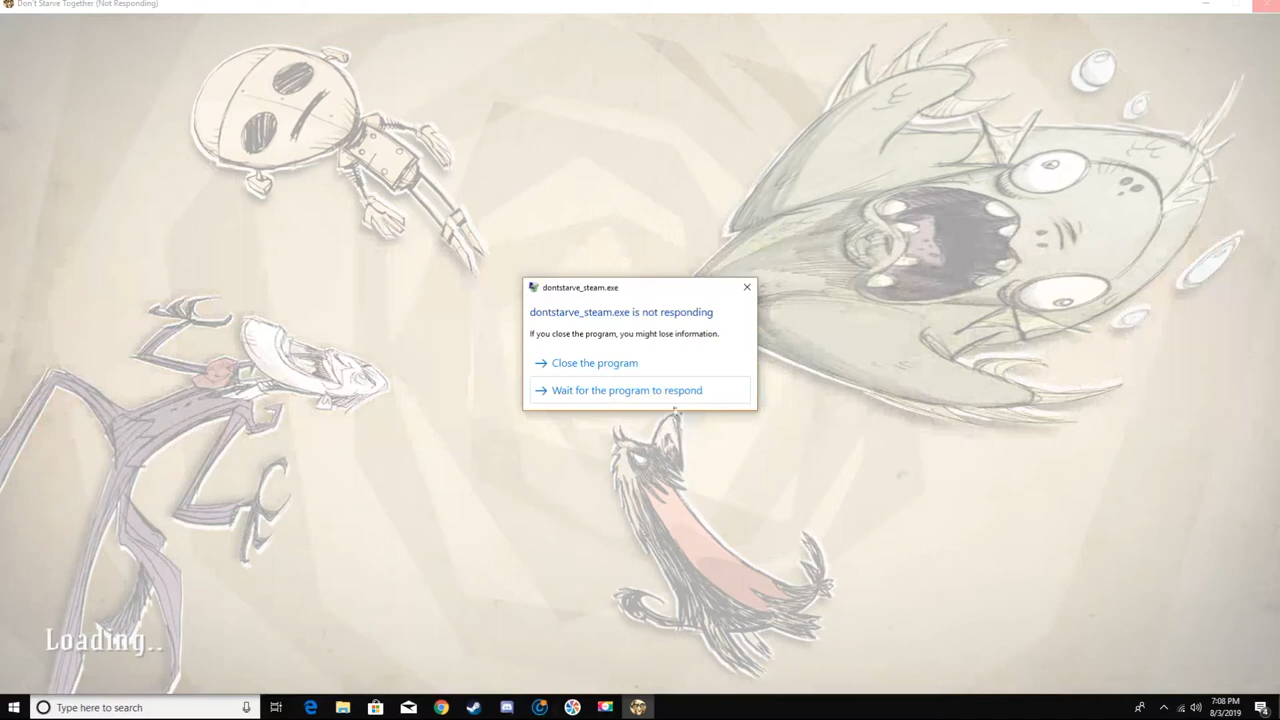 Don't Starve Together (Not Responding)
dontstarve_steam.exe
dontstarve_steam.exe is not responding
If you close the program, you might lose information.
Close the program
Wait for the program to respond
Loading..
Type here to search
7:08 PM
8/3/2019
4